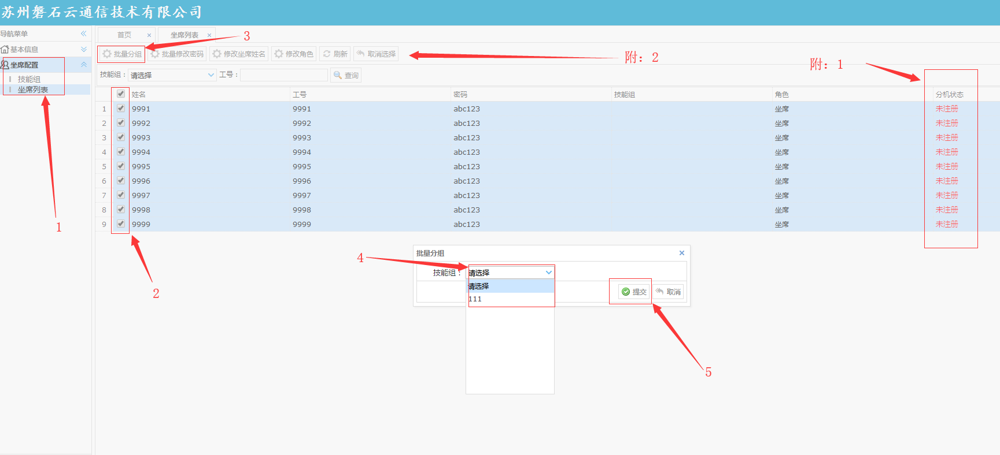 苏州磐石云通信技术有限公司
导航菜单
首页 坐席列表
3
基本信息
批量分组 批量修改密码 修改坐席姓名 修改角色 刷新 取消选择
附：2
附：1
坐席配置
技能组：请选择 工号： 查询
技能组
坐席列表
姓名 工号 密码 技能组 角色 分机状态
1 9991 9991 abc123 坐席 未注册
2 9992 9992 abc123 坐席 未注册
3 9993 9993 abc123 坐席 未注册
4 9994 9994 abc123 坐席 未注册
5 9995 9995 abc123 坐席 未注册
6 9996 9996 abc123 坐席 未注册
7 9997 9997 abc123 坐席 未注册
8 9998 9998 abc123 坐席 未注册
9 9999 9999 abc123 坐席 未注册
1
2
批量分组
4
技能组：请选择
请选择
111
提交 取消
5